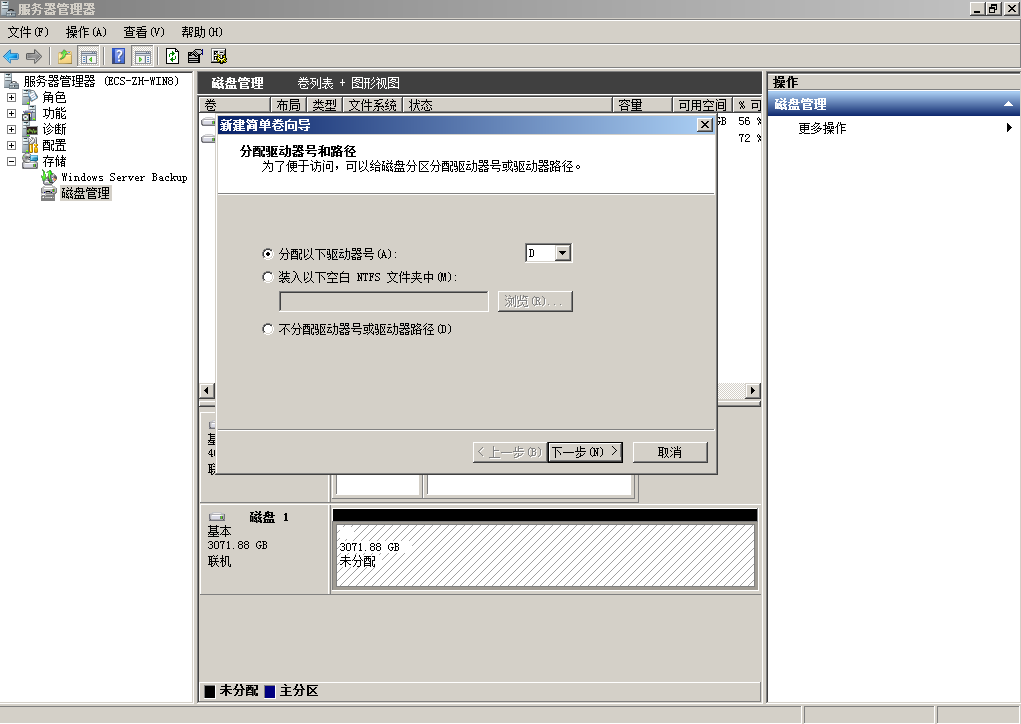 服务器管理器
文件(F) 操作(A) 查看(V) 帮助(H)
服务器管理器 (ECS-ZH-WIN8)
角色
功能
诊断
配置
存储
Windows Server Backup
磁盘管理
磁盘管理 卷列表 + 图形视图
卷 布局 类型 文件系统 状态 容量 可用空间 % 可
GB 56 %
72 %
新建简单卷向导
分配驱动器号和路径
为了便于访问，可以给磁盘分区分配驱动器号或驱动器路径。
分配以下驱动器号(A): D
装入以下空白 NTFS 文件夹中(M):
浏览(R)...
不分配驱动器号或驱动器路径(D)
< 上一步(B) 下一步(N) > 取消
基
40
联
磁盘 1
基本
3071.88 GB
联机
3071.88 GB
未分配
未分配 主分区
操作
磁盘管理
更多操作